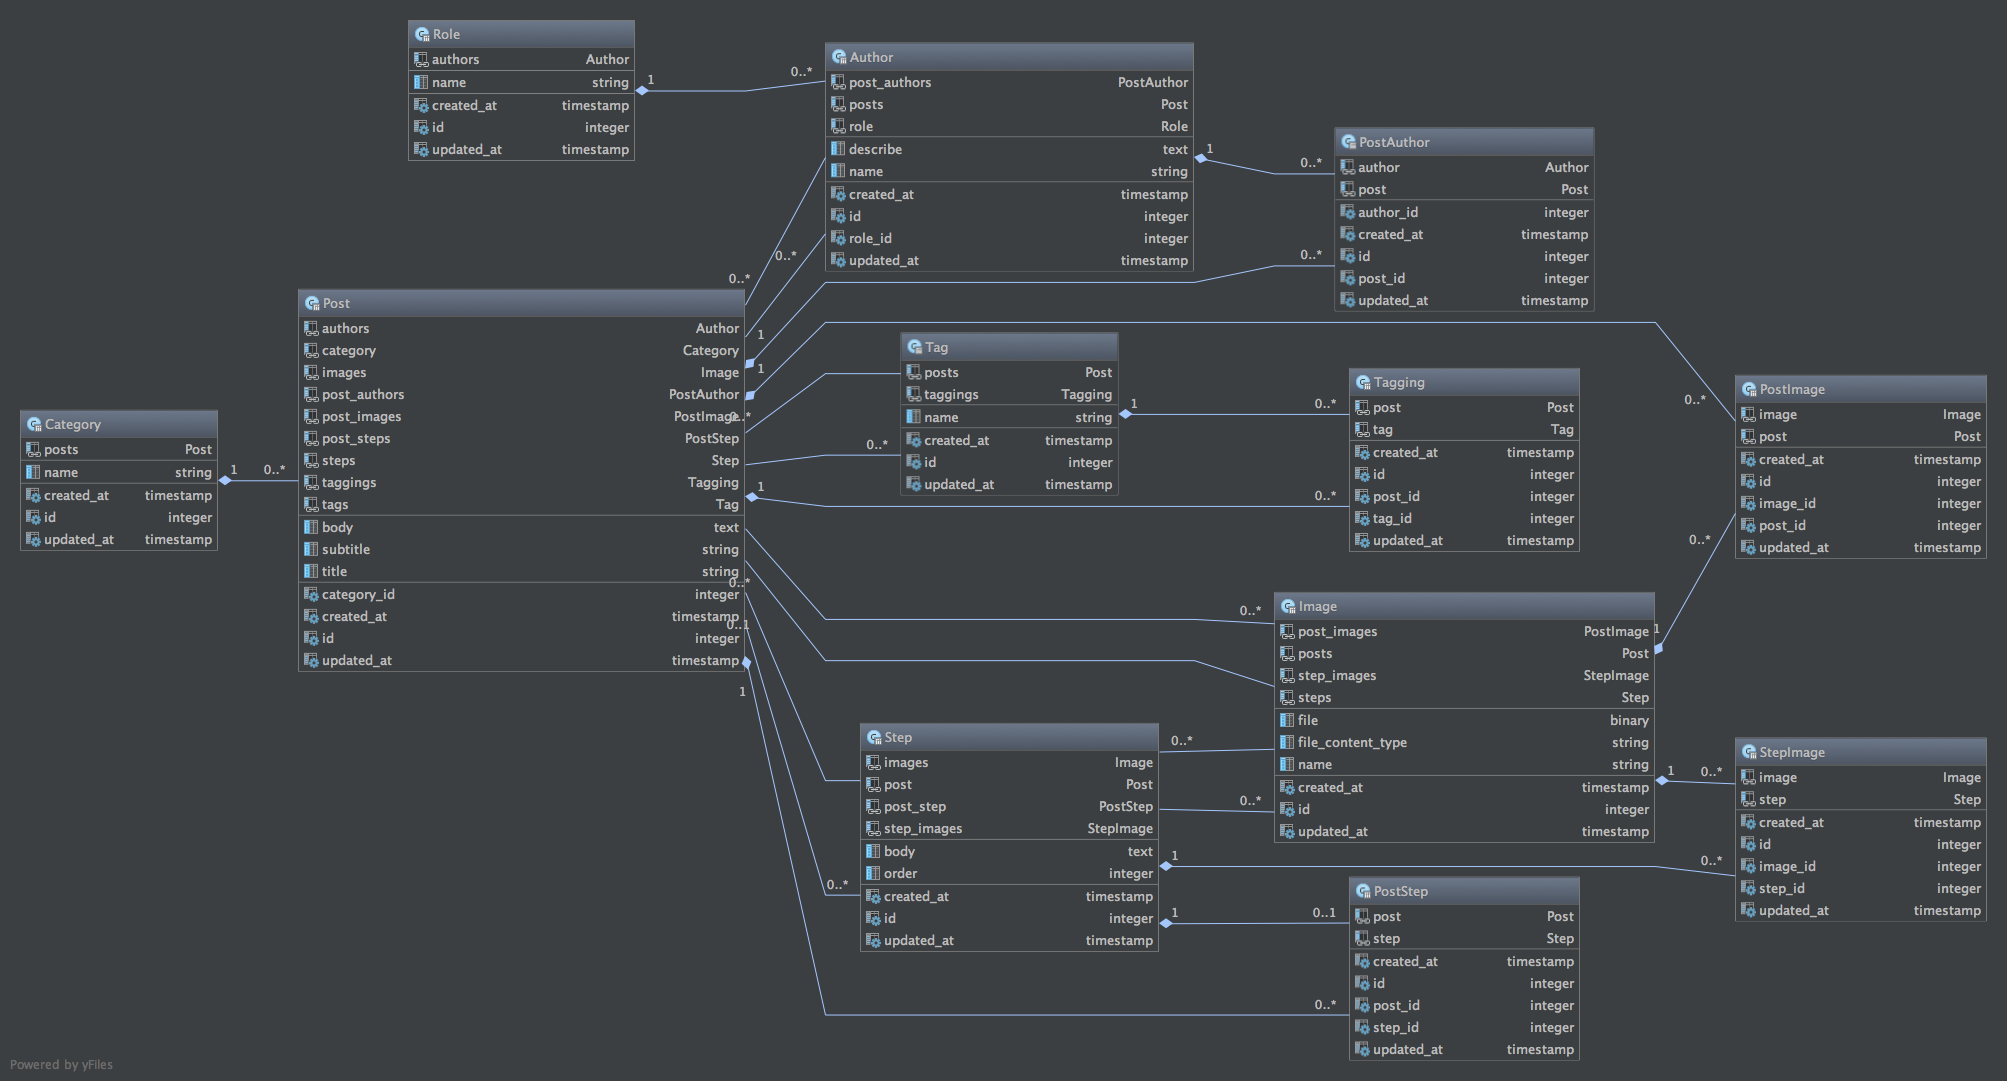 Role
authors Author
name string
created_at timestamp
id integer
updated_at timestamp
1
0..*
Author
post_authors PostAuthor
posts Post
role Role
describe text
name string
created_at timestamp
id integer
role_id integer
updated_at timestamp
1
0..*
PostAuthor
author Author
post Post
author_id integer
created_at timestamp
id integer
post_id integer
updated_at timestamp
0..*
0..*
0..*
Post
authors Author
category Category
images Image
post_authors PostAuthor
post_images PostImage
post_steps PostStep
steps Step
taggings Tagging
tags Tag
body text
subtitle string
title string
category_id integer
created_at timestamp
id integer
updated_at timestamp
1
1
0..*
1
0..*
0..1
1
Category
posts Post
name string
created_at timestamp
id integer
updated_at timestamp
1
0..*
Tag
posts Post
taggings Tagging
name string
created_at timestamp
id integer
updated_at timestamp
0..*
1
0..*
0..*
Tagging
post Post
tag Tag
created_at timestamp
id integer
post_id integer
tag_id integer
updated_at timestamp
0..*
PostImage
image Image
post Post
created_at timestamp
id integer
image_id integer
post_id integer
updated_at timestamp
0..*
0..*
Image
post_images PostImage
posts Post
step_images StepImage
steps Step
file binary
file_content_type string
name string
created_at timestamp
id integer
updated_at timestamp
1
1
0..*
Step
images Image
post Post
post_step PostStep
step_images StepImage
body text
order integer
created_at timestamp
id integer
updated_at timestamp
0..*
0..*
0..*
1
0..*
1
0..1
StepImage
image Image
step Step
created_at timestamp
id integer
image_id integer
step_id integer
updated_at timestamp
PostStep
post Post
step Step
created_at timestamp
id integer
post_id integer
step_id integer
updated_at timestamp
0..*
Powered by yFiles